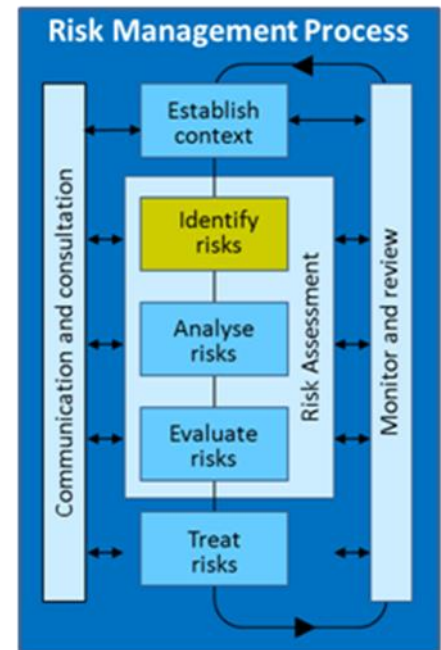 Risk Management Process
Establish
context
Communication and consultation
Identify
risks
Analyse
risks
Evaluate
risks
Risk Assessment
Monitor and review
Treat
risks